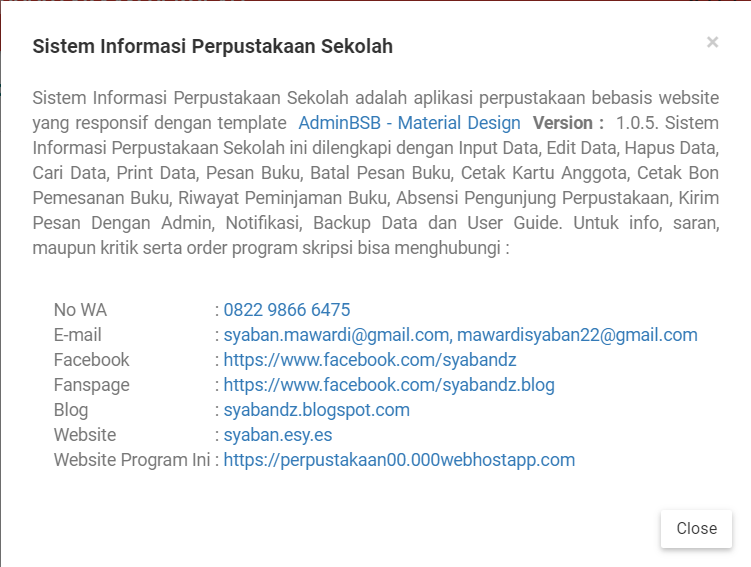 Sistem Informasi Perpustakaan Sekolah ×
Sistem Informasi Perpustakaan Sekolah adalah aplikasi perpustakaan bebasis website
yang responsif dengan template AdminBSB - Material Design Version : 1.0.5. Sistem
Informasi Perpustakaan Sekolah ini dilengkapi dengan Input Data, Edit Data, Hapus Data,
Cari Data, Print Data, Pesan Buku, Batal Pesan Buku, Cetak Kartu Anggota, Cetak Bon
Pemesanan Buku, Riwayat Peminjaman Buku, Absensi Pengunjung Perpustakaan, Kirim
Pesan Dengan Admin, Notifikasi, Backup Data dan User Guide. Untuk info, saran,
maupun kritik serta order program skripsi bisa menghubungi :
No WA : 0822 9866 6475
E-mail : syaban.mawardi@gmail.com, mawardisyaban22@gmail.com
Facebook : https://www.facebook.com/syabandz
Fanspage : https://www.facebook.com/syabandz.blog
Blog : syabandz.blogspot.com
Website : syaban.esy.es
Website Program Ini : https://perpustakaan00.000webhostapp.com
Close